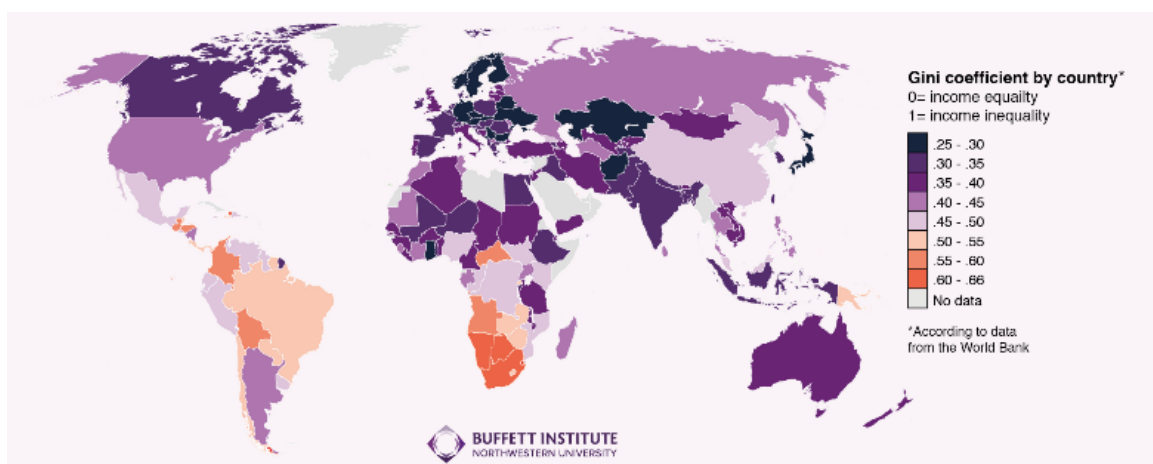 Gini coefficient by country*
0= income equailty
1= income inequality
.25 - .30
.30 - .35
.35 - .40
.40 - .45
.45 - .50
.50 - .55
.55 - .60
.60 - .66
No data
*According to data
from the World Bank
BUFFETT INSTITUTE
NORTHWESTERN UNIVERSITY